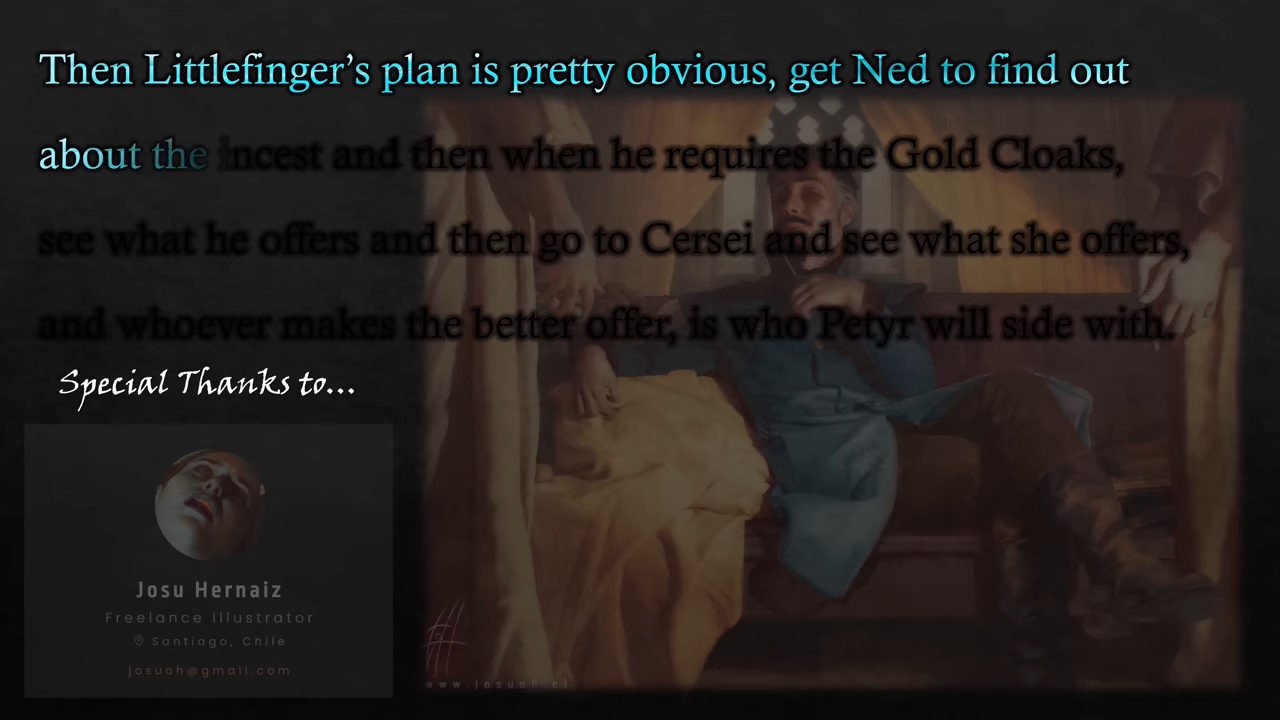 Then Littlefinger’s plan is pretty obvious, get Ned to find out
about the incest and then when he requires the Gold Cloaks,
see what he offers and then go to Cersei and see what she offers,
and whoever makes the better offer, is who Petyr will side with.
Special Thanks to...
Josu Hernaiz
Freelance illustrator
Santiago, Chile
josuoh@gmail.com
www.josuoh.cl